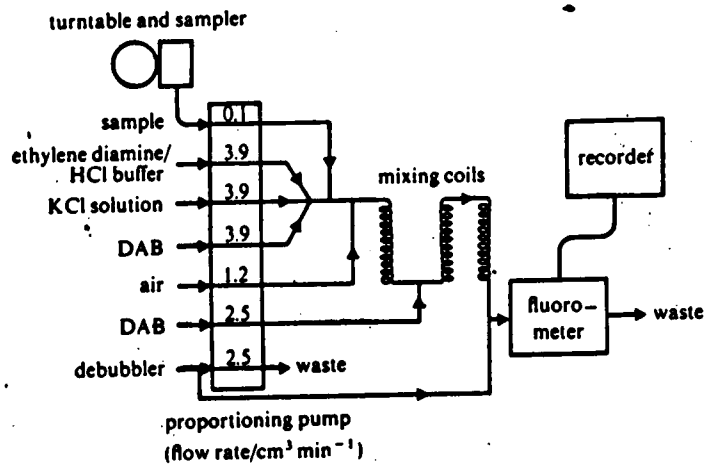 turntable and sampler
sample
0.1
ethylene diamine/
HCl buffer
3.9
KCl solution
3.9
DAB
3.9
air
1.2
DAB
2.5
debubbler
2.5
waste
mixing coils
recordef
fluoro–
meter
waste
proportioning pump
(flow rate/cm³ min⁻¹)